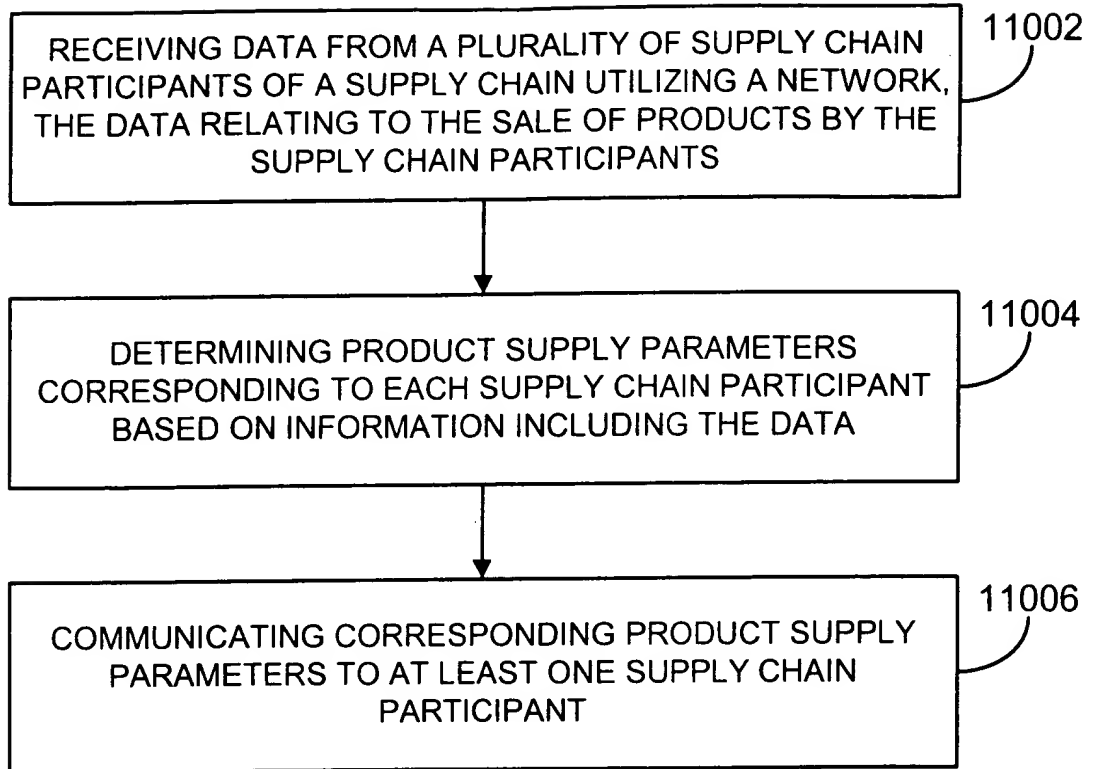 11002
RECEIVING DATA FROM A PLURALITY OF SUPPLY CHAIN
PARTICIPANTS OF A SUPPLY CHAIN UTILIZING A NETWORK,
THE DATA RELATING TO THE SALE OF PRODUCTS BY THE
SUPPLY CHAIN PARTICIPANTS
11004
DETERMINING PRODUCT SUPPLY PARAMETERS
CORRESPONDING TO EACH SUPPLY CHAIN PARTICIPANT
BASED ON INFORMATION INCLUDING THE DATA
11006
COMMUNICATING CORRESPONDING PRODUCT SUPPLY
PARAMETERS TO AT LEAST ONE SUPPLY CHAIN
PARTICIPANT